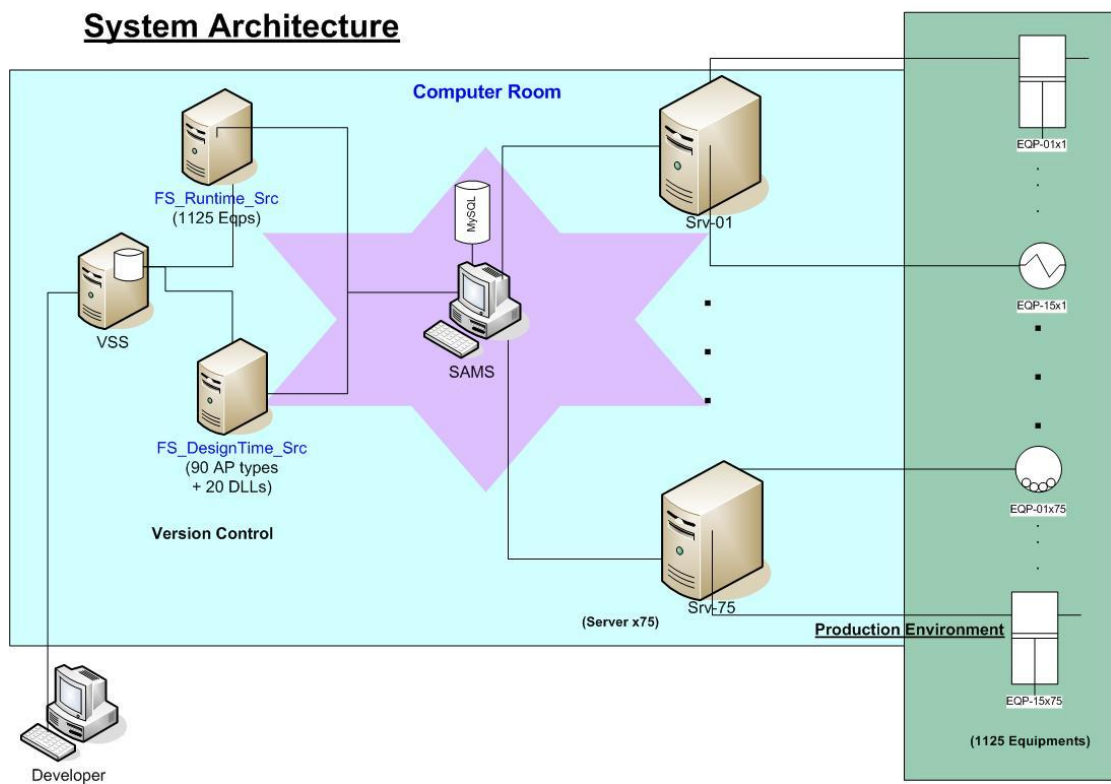 System Architecture
Computer Room
EQP-01x1
FS_Runtime_Src
(1125 Eqps)
MySQL
Srv-01
EQP-15x1
VSS
SAMS
FS_DesignTime_Src
(90 AP types
+ 20 DLLs)
EQP-01x75
Version Control
Srv-75
(Server x75)
Production Environment
EQP-15x75
(1125 Equipments)
Developer